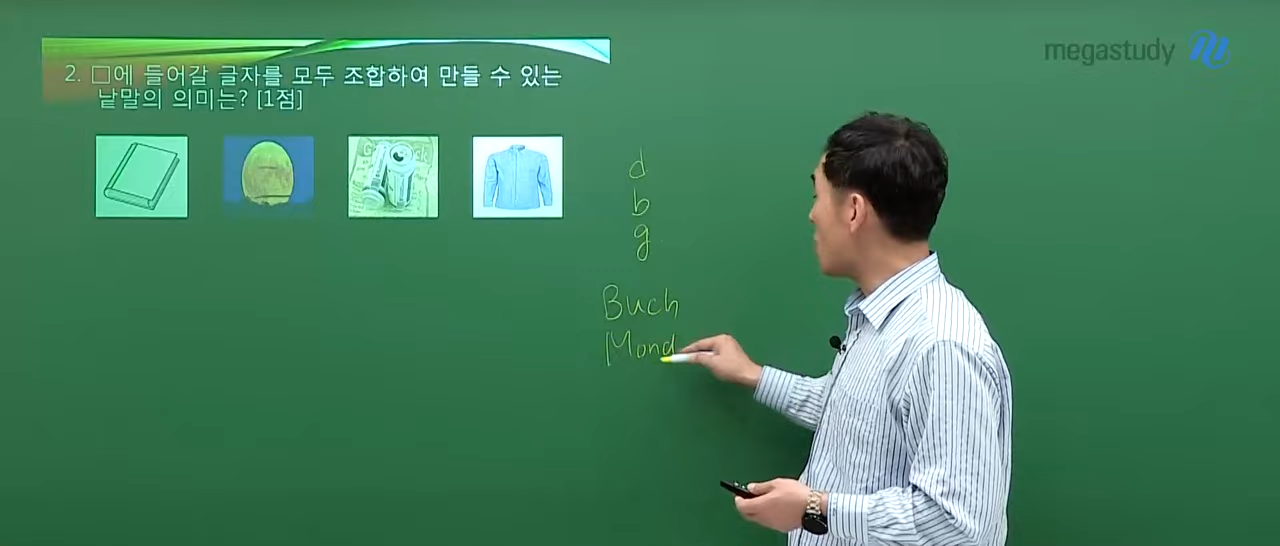 megastudy
2. □에 들어갈 글자를 모두 조합하여 만들 수 있는
낱말의 의미는? [1점]
d
b
g
Buch
Mond